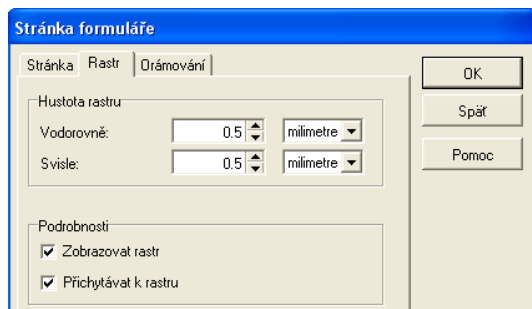 Stránka formuláře
Stránka Rastr Orámování
OK
Späť
Pomoc
Hustota rastru
Vodorovně: 0.5 milimetre
Svisle: 0.5 milimetre
Podrobnosti
Zobrazovat rastr
Přichytávat k rastru